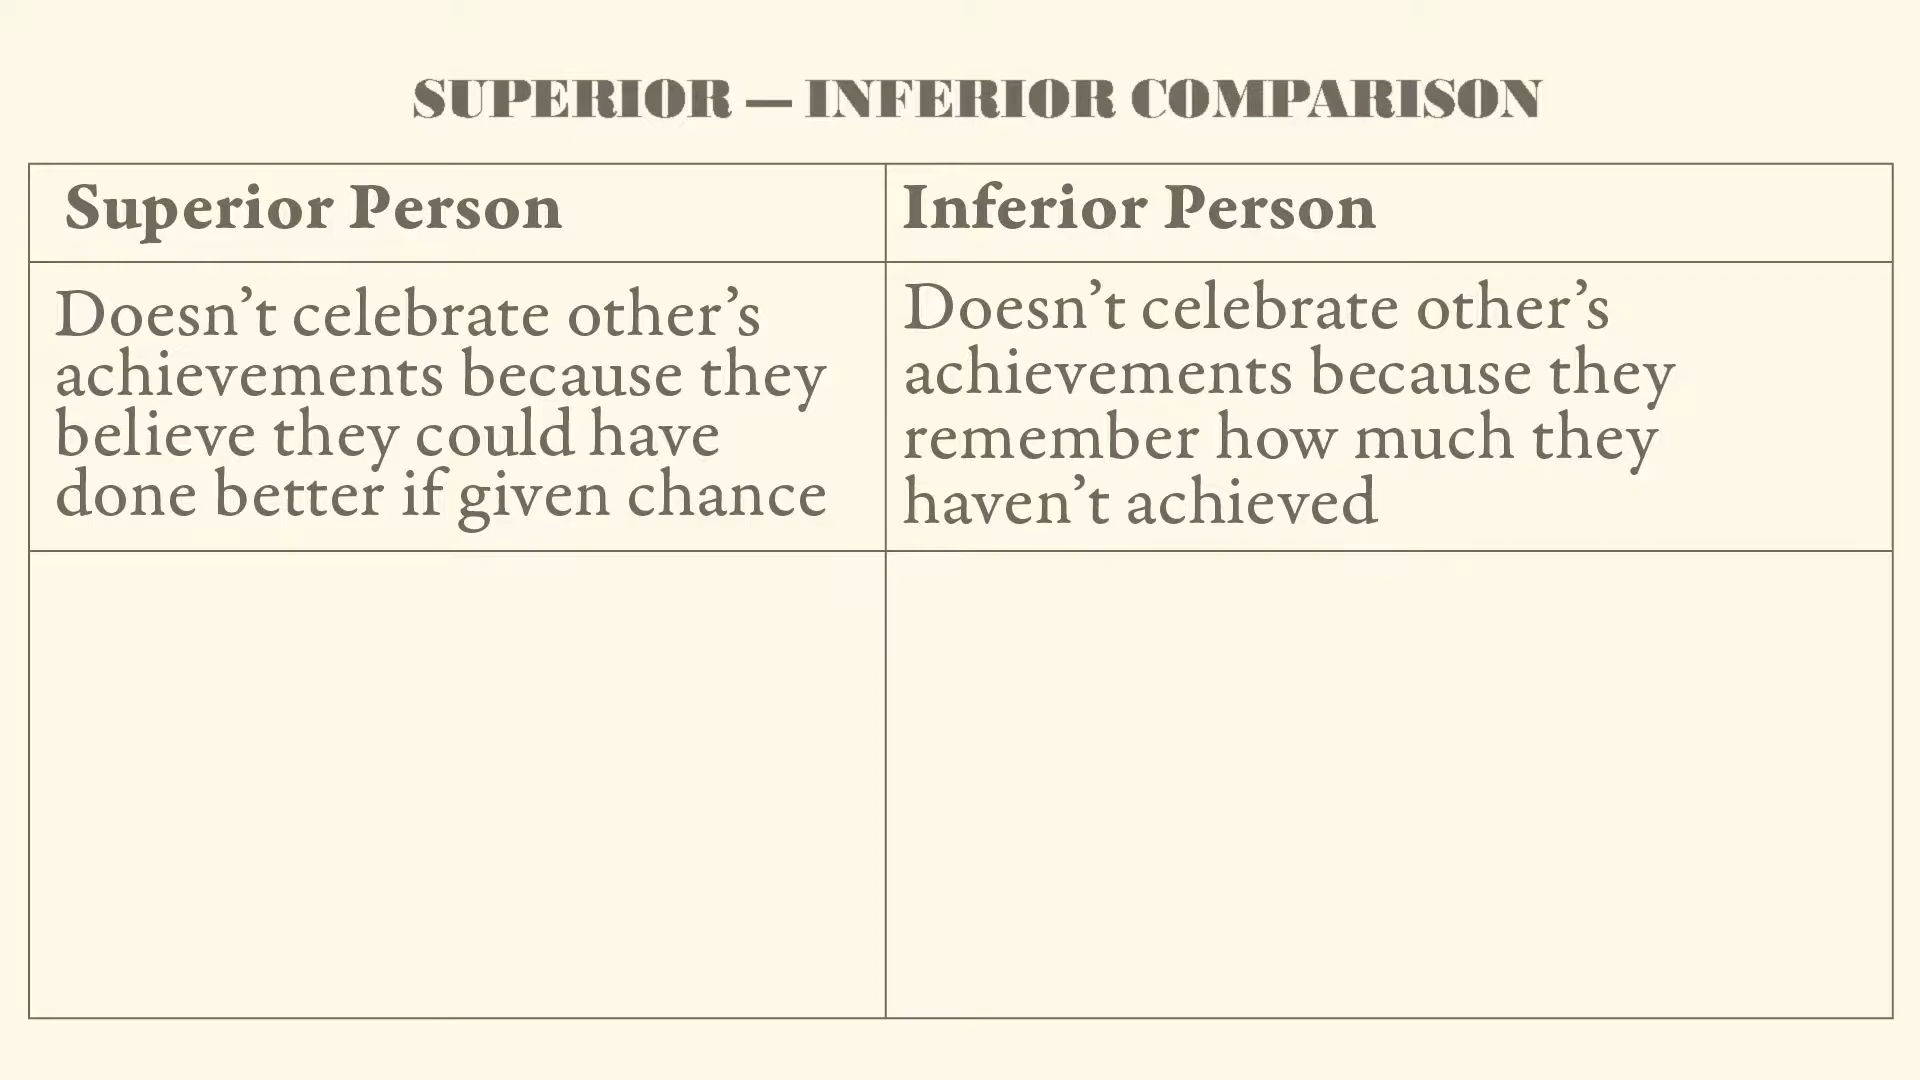 SUPERIOR — INFERIOR COMPARISON
Superior Person
Inferior Person
Doesn’t celebrate other’s
achievements because they
believe they could have
done better if given chance
Doesn’t celebrate other’s
achievements because they
remember how much they
haven’t achieved